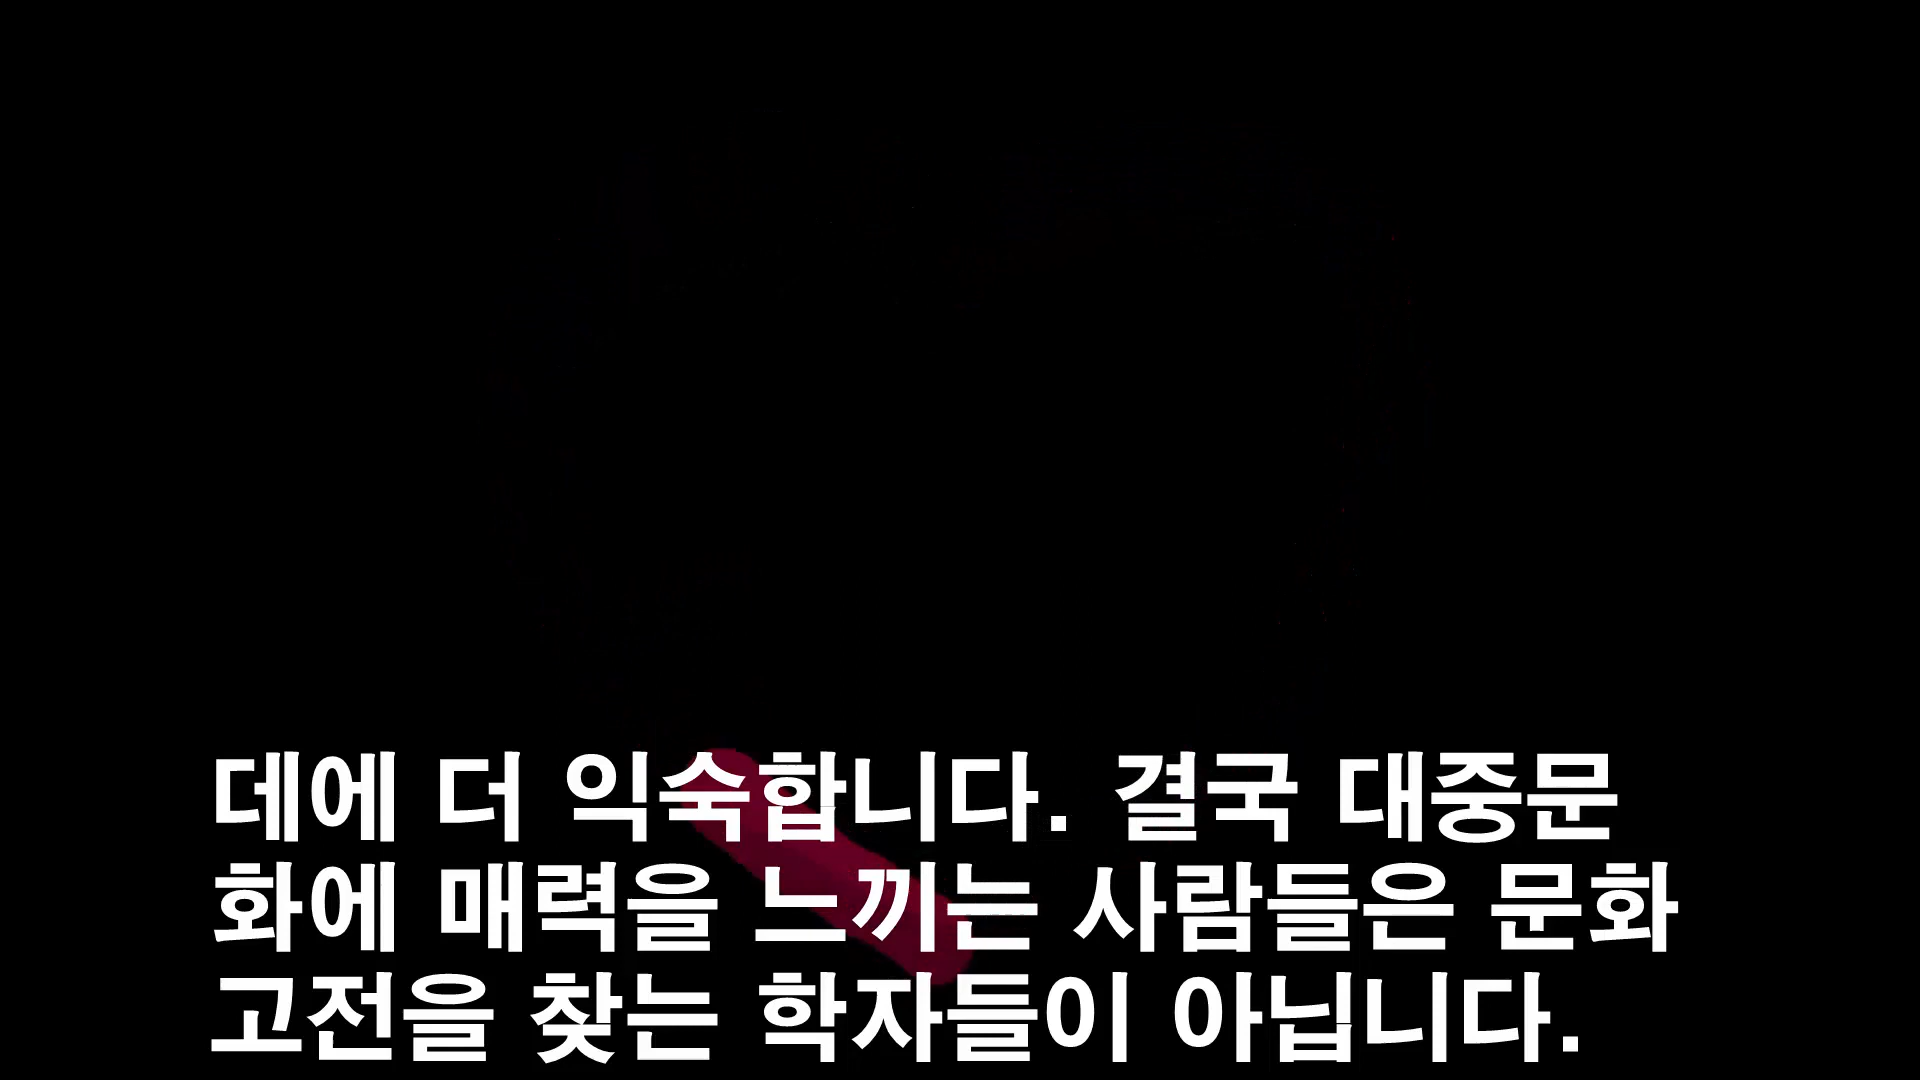 데에 더 익숙합니다. 결국 대중문
화에 매력을 느끼는 사람들은 문화
고전을 찾는 학자들이 아닙니다.